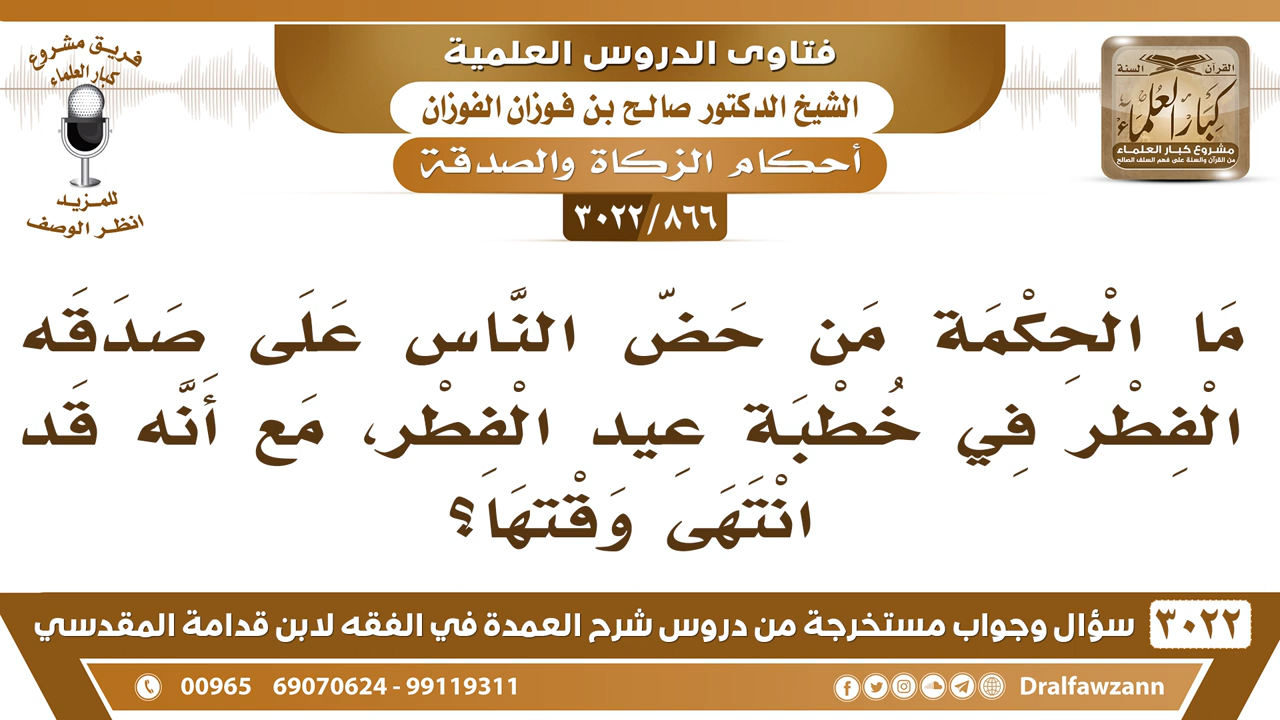 فتاوى الدروس العلمية
الشيخ الدكتور صالح بن فوزان الفوزان
أحكام الزكاة والصدقة
٣٠٢٢/٨٦٦
فريق مشروع
كبار العلماء
للمزيد
انظر الوصف
القرآن السنة
كبار العلماء
مشروع كبار العلماء
من القرآن والسنة على فهم السلف الصالح
مَا الْحِكْمَة مَن حَضّ النَّاس عَلَى صَدَقَه
الْفِطْرَ فِي خُطْبَة عِيد الْفِطْرِ، مَع أَنَّه قَد
انْتَهَى وَقْتهَا؟
٣٠٢٢
سؤال وجواب مستخرجة من دروس شرح العمدة في الفقه لابن قدامة المقدسي
00965 69070624 - 99119311
Dralfawzann